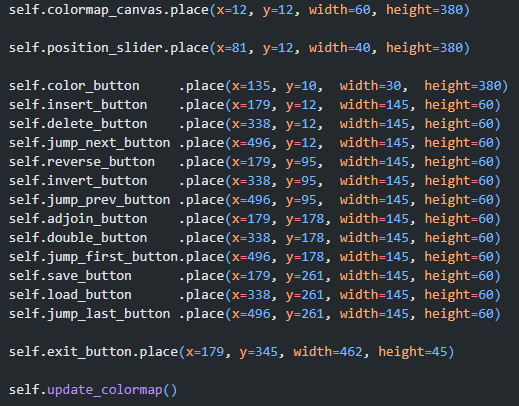 self.colormap_canvas.place(x=12, y=12, width=60, height=380)
self.position_slider.place(x=81, y=12, width=40, height=380)
self.color_button    .place(x=135, y=10,  width=30,  height=380)
self.insert_button   .place(x=179, y=12,  width=145, height=60)
self.delete_button   .place(x=338, y=12,  width=145, height=60)
self.jump_next_button .place(x=496, y=12,  width=145, height=60)
self.reverse_button  .place(x=179, y=95,  width=145, height=60)
self.invert_button   .place(x=338, y=95,  width=145, height=60)
self.jump_prev_button .place(x=496, y=95,  width=145, height=60)
self.adjoin_button   .place(x=179, y=178, width=145, height=60)
self.double_button   .place(x=338, y=178, width=145, height=60)
self.jump_first_button.place(x=496, y=178, width=145, height=60)
self.save_button     .place(x=179, y=261, width=145, height=60)
self.load_button     .place(x=338, y=261, width=145, height=60)
self.jump_last_button .place(x=496, y=261, width=145, height=60)
self.exit_button.place(x=179, y=345, width=462, height=45)
self.update_colormap()